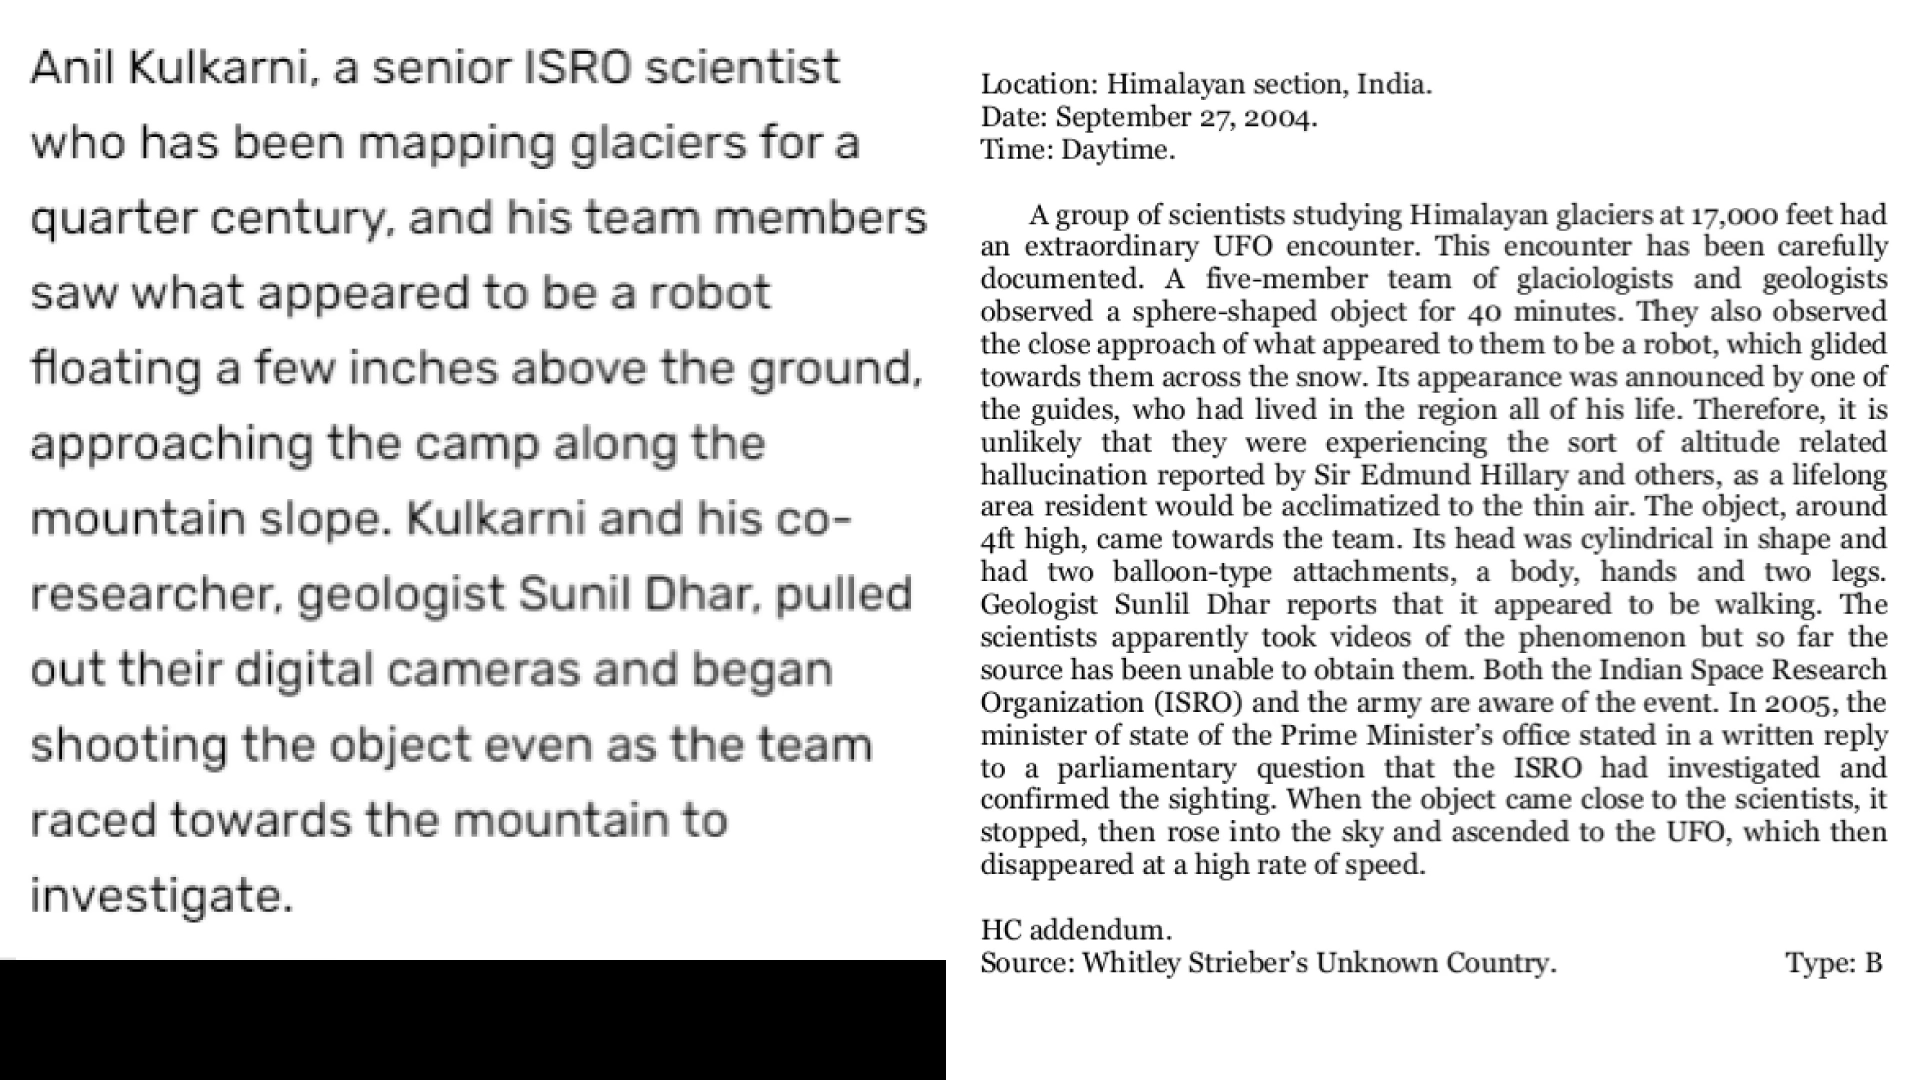 Anil Kulkarni, a senior ISRO scientist
who has been mapping glaciers for a
quarter century, and his team members
saw what appeared to be a robot
floating a few inches above the ground,
approaching the camp along the
mountain slope. Kulkarni and his co-
researcher, geologist Sunil Dhar, pulled
out their digital cameras and began
shooting the object even as the team
raced towards the mountain to
investigate.
Location: Himalayan section, India.
Date: September 27, 2004.
Time: Daytime.
A group of scientists studying Himalayan glaciers at 17,000 feet had
an extraordinary UFO encounter. This encounter has been carefully
documented. A five-member team of glaciologists and geologists
observed a sphere-shaped object for 40 minutes. They also observed
the close approach of what appeared to them to be a robot, which glided
towards them across the snow. Its appearance was announced by one of
the guides, who had lived in the region all of his life. Therefore, it is
unlikely that they were experiencing the sort of altitude related
hallucination reported by Sir Edmund Hillary and others, as a lifelong
area resident would be acclimatized to the thin air. The object, around
4ft high, came towards the team. Its head was cylindrical in shape and
had two balloon-type attachments, a body, hands and two legs.
Geologist Sunlil Dhar reports that it appeared to be walking. The
scientists apparently took videos of the phenomenon but so far the
source has been unable to obtain them. Both the Indian Space Research
Organization (ISRO) and the army are aware of the event. In 2005, the
minister of state of the Prime Minister’s office stated in a written reply
to a parliamentary question that the ISRO had investigated and
confirmed the sighting. When the object came close to the scientists, it
stopped, then rose into the sky and ascended to the UFO, which then
disappeared at a high rate of speed.
HC addendum.
Source: Whitley Strieber’s Unknown Country. Type: B